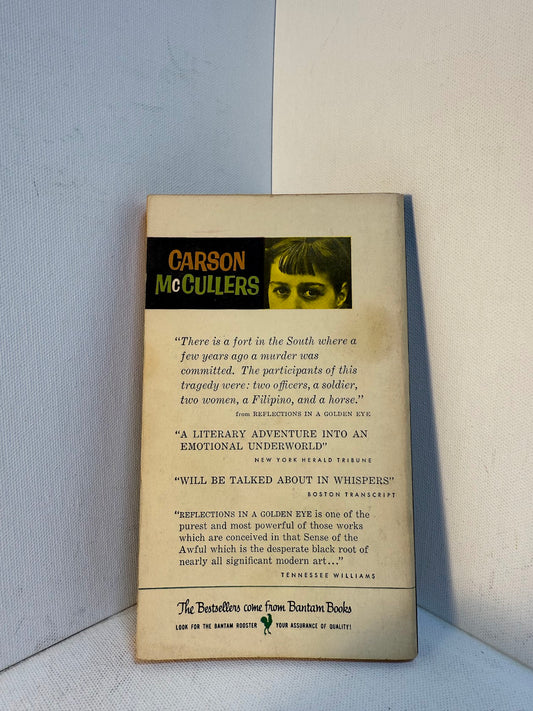 CARSON
McCULLERS
"There is a fort in the South where a
few years ago a murder was
committed. The participants of this
tragedy were: two officers, a soldier,
two women, a Filipino, and a horse."
from REFLECTIONS IN A GOLDEN EYE
"A LITERARY ADVENTURE INTO AN
EMOTIONAL UNDERWORLD"
NEW YORK HERALD TRIBUNE
"WILL BE TALKED ABOUT IN WHISPERS"
BOSTON TRANSCRIPT
"REFLECTIONS IN A GOLDEN EYE is one of the
purest and most powerful of those works
which are conceived in that Sense of the
Awful which is the desperate black root of
nearly all significant modern art..."
TENNESSEE WILLIAMS
The Bestsellers come from Bantam Books
LOOK FOR THE BANTAM ROOSTER YOUR ASSURANCE OF QUALITY!